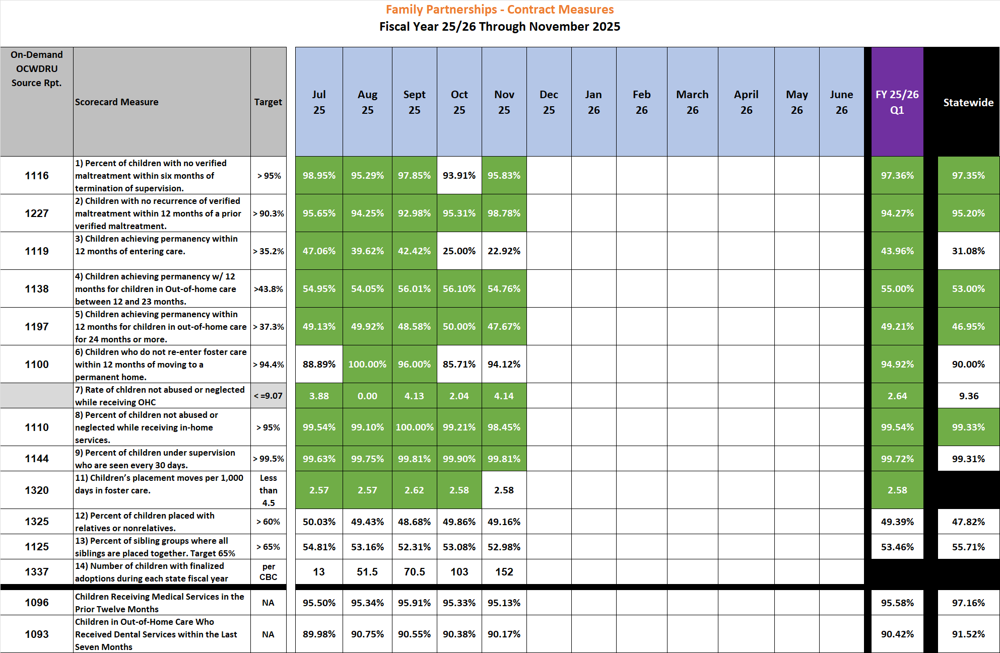 Family Partnerships - Contract Measures
Fiscal Year 25/26 Through November 2025
On-Demand
OCWDRU
Source Rpt.
Scorecard Measure
Target
Jul
25
Aug
25
Sept
25
Oct
25
Nov
25
Dec
25
Jan
26
Feb
26
March
26
April
26
May
26
June
26
FY 25/26
Q1
Statewide
1116
1) Percent of children with no verified
maltreatment within six months of
termination of supervision.
> 95%
98.95%
95.29%
97.85%
93.91%
95.83%
97.36%
97.35%
1227
2) Children with no recurrence of verified
maltreatment within 12 months of a prior
verified maltreatment.
> 90.3%
95.65%
94.25%
92.98%
95.31%
98.78%
94.27%
95.20%
1119
3) Children achieving permanency within
12 months of entering care.
> 35.2%
47.06%
39.62%
42.42%
25.00%
22.92%
43.96%
31.08%
1138
4) Children achieving permanency w/ 12
months for children in Out-of-home care
between 12 and 23 months.
>43.8%
54.95%
54.05%
56.01%
56.10%
54.76%
55.00%
53.00%
1197
5) Children achieving permanency within
12 months for children in out-of-home care
for 24 months or more.
> 37.3%
49.13%
49.92%
48.58%
50.00%
47.67%
49.21%
46.95%
1100
6) Children who do not re-enter foster care
within 12 months of moving to a
permanent home.
> 94.4%
88.89%
100.00%
96.00%
85.71%
94.12%
94.92%
90.00%
7) Rate of chldren not abused or neglected
while receiving OHC
< =9.07
3.88
0.00
4.13
2.04
4.14
2.64
9.36
1110
8) Percent of children not abused or
neglected while receiving in-home
services.
> 95%
99.54%
99.10%
100.00%
99.21%
98.45%
99.54%
99.33%
1144
9) Percent of children under supervision
who are seen every 30 days.
> 99.5%
99.63%
99.75%
99.81%
99.90%
99.81%
99.72%
99.31%
1320
11) Children’s placement moves per 1,000
days in foster care.
Less
than
4.5
2.57
2.57
2.62
2.58
2.58
2.58
1325
12) Percent of children placed with
relatives or nonrelatives.
> 60%
50.03%
49.43%
48.68%
49.86%
49.16%
49.39%
47.82%
1125
13) Percent of sibling groups where all
siblings are placed together. Target 65%
> 65%
54.81%
53.16%
52.31%
53.08%
52.98%
53.46%
55.71%
1337
14) Number of children with finalized
adoptions during each state fiscal year
per
CBC
13
51.5
70.5
103
152
1096
Children Receiving Medical Services in the
Prior Twelve Months
NA
95.50%
95.34%
95.91%
95.33%
95.13%
95.58%
97.16%
1093
Children in Out-of-Home Care Who
Received Dental Services within the Last
Seven Months
NA
89.98%
90.75%
90.55%
90.38%
90.17%
90.42%
91.52%